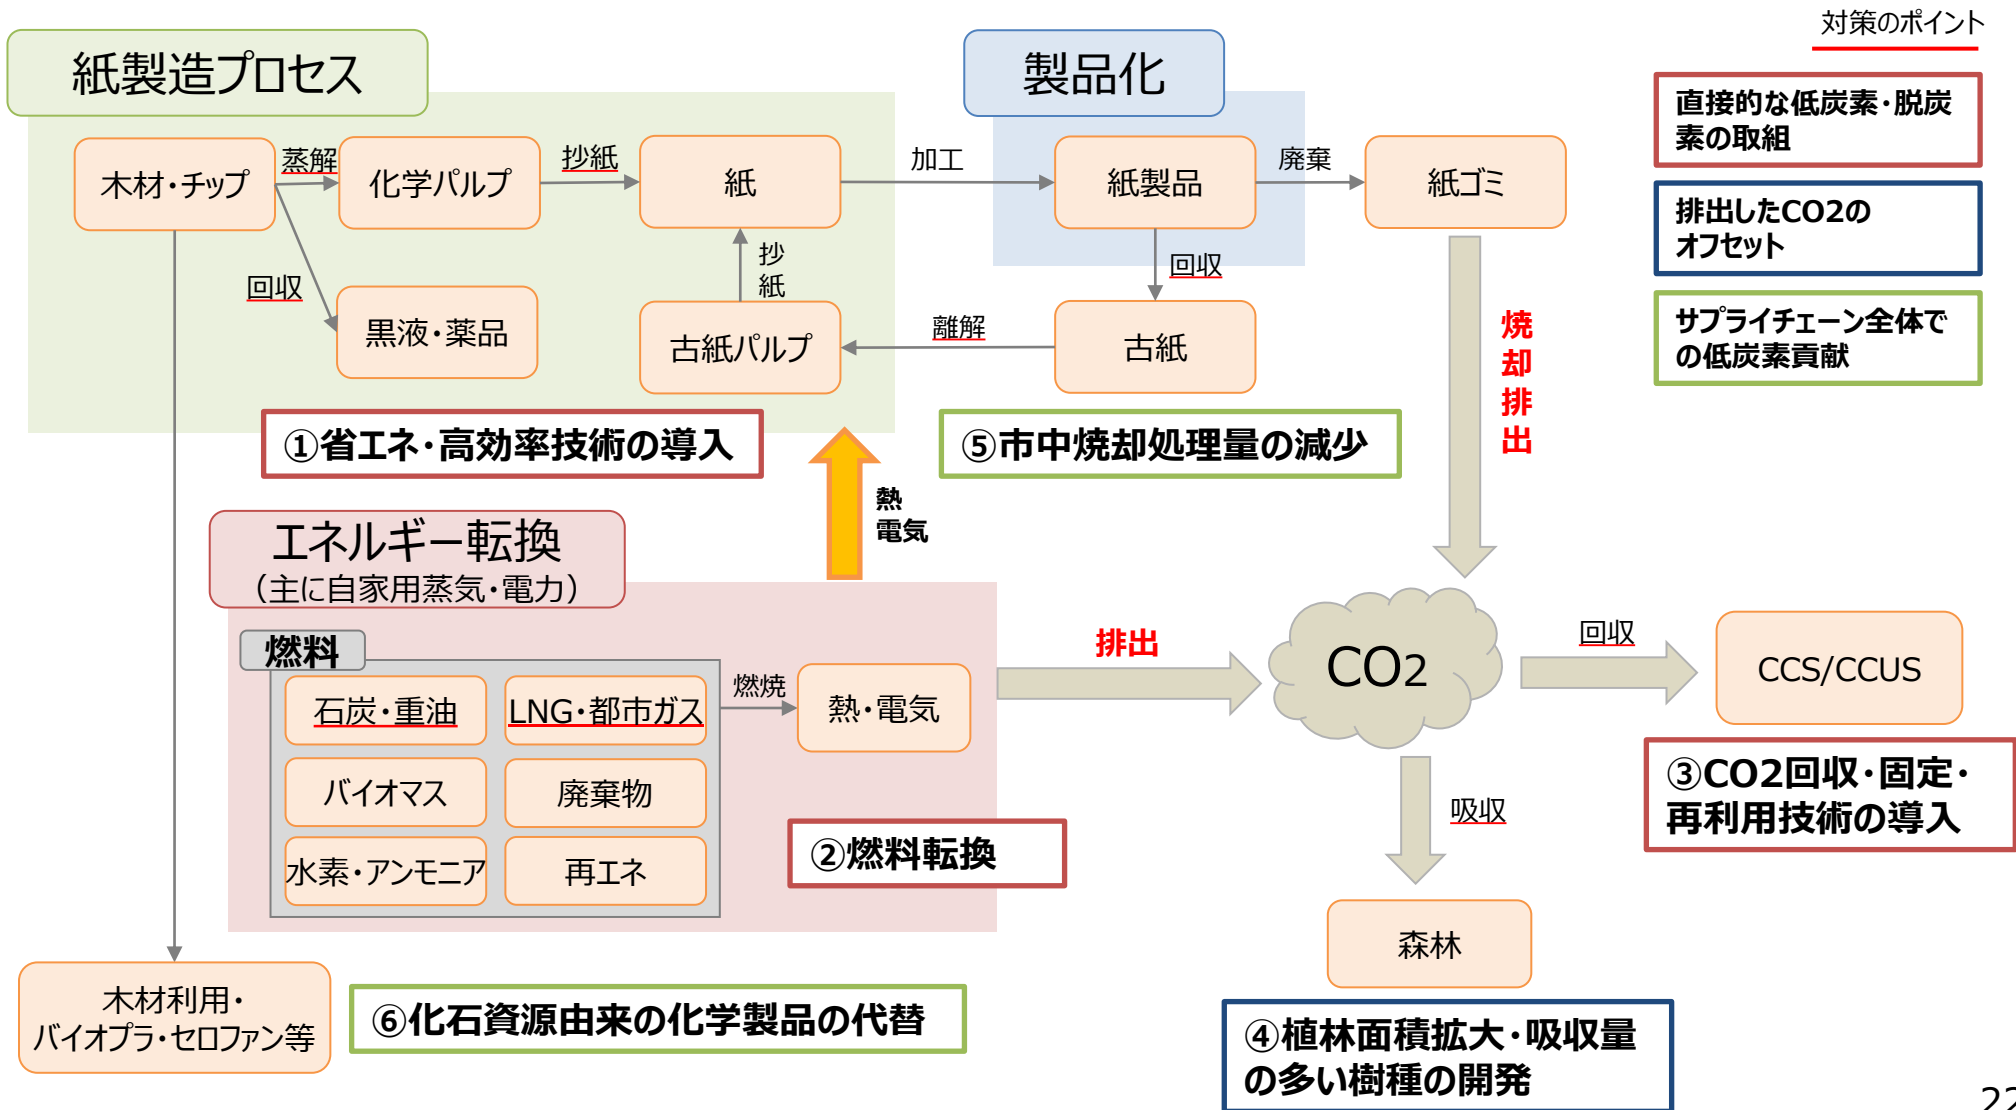 対策のポイント
紙製造プロセス
製品化
直接的な低炭素・脱炭
素の取組
排出したCO2の
オフセット
サプライチェーン全体で
の低炭素貢献
木材・チップ
蒸解
化学パルプ
抄紙
紙
加工
紙製品
廃棄
紙ゴミ
回収
黒液・薬品
抄
紙
古紙パルプ
離解
回収
古紙
焼
却
排
出
①省エネ・高効率技術の導入
⑤市中焼却処理量の減少
熱
電気
エネルギー転換
（主に自家用蒸気・電力）
燃料
石炭・重油
LNG・都市ガス
バイオマス
廃棄物
水素・アンモニア
再エネ
燃焼
熱・電気
排出
CO2
回収
CCS/CCUS
②燃料転換
③CO2回収・固定・
再利用技術の導入
吸収
森林
④植林面積拡大・吸収量
の多い樹種の開発
木材利用・
バイオプラ・セロファン等
⑥化石資源由来の化学製品の代替
22